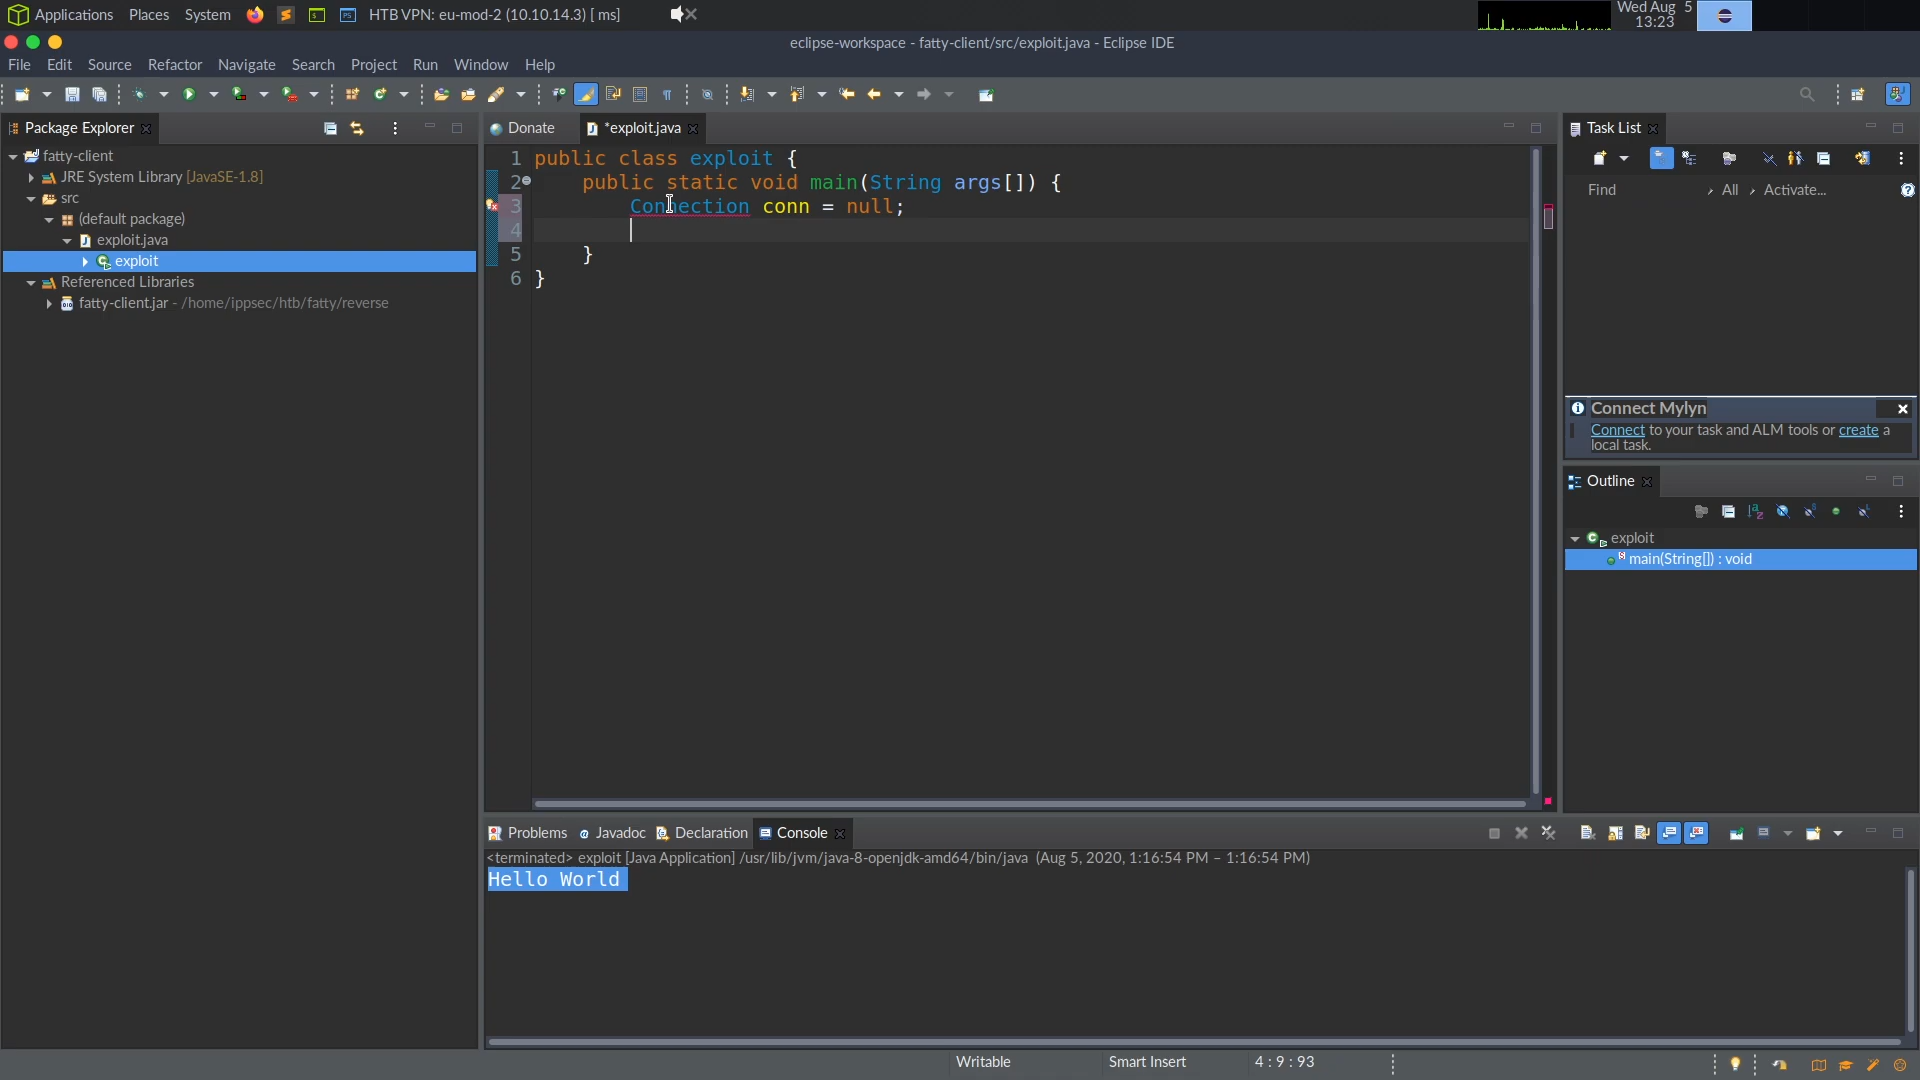 Applications Places System HTB VPN: eu-mod-2 (10.10.14.3) [ ms] Wed Aug 5
13:23
eclipse-workspace - fatty-client/src/exploit.java - Eclipse IDE
File Edit Source Refactor Navigate Search Project Run Window Help
Package Explorer
fatty-client
JRE System Library [JavaSE-1.8]
src
(default package)
exploit.java
exploit
Referenced Libraries
fatty-client.jar - /home/ippsec/htb/fatty/reverse
Donate *exploit.java
1 public class exploit {
2 public static void main(String args[]) {
3 Connection conn = null;
4
5 }
6 }
Task List
Find All Activate...
Connect Mylyn
Connect to your task and ALM tools or create a
local task.
Outline
exploit
main(String[]) : void
Problems Javadoc Declaration Console
<terminated> exploit [Java Application] /usr/lib/jvm/java-8-openjdk-amd64/bin/java (Aug 5, 2020, 1:16:54 PM – 1:16:54 PM)
Hello World
Writable Smart Insert 4 : 9 : 93